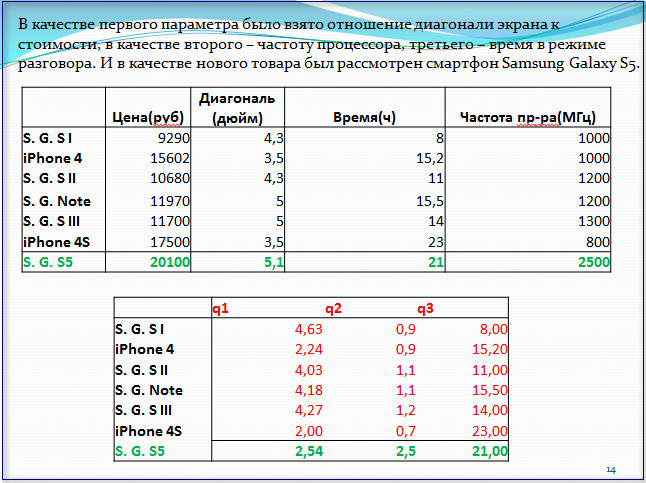 В качестве первого параметра было взято отношение диагонали экрана к
стоимости, в качестве второго – частоту процессора, третьего – время в режиме
разговора. И в качестве нового товара был рассмотрен смартфон Samsung Galaxy S5.
Цена(руб) Диагональ (дюйм) Время(ч) Частота пр-ра(МГц)
S. G. S I 9290 4,3 8 1000
iPhone 4 15602 3,5 15,2 1000
S. G. S II 10680 4,3 11 1200
S. G. Note 11970 5 15,5 1200
S. G. S III 11700 5 14 1300
iPhone 4S 17500 3,5 23 800
S. G. S5 20100 5,1 21 2500
q1 q2 q3
S. G. S I 4,63 0,9 8,00
iPhone 4 2,24 0,9 15,20
S. G. S II 4,03 1,1 11,00
S. G. Note 4,18 1,1 15,50
S. G. S III 4,27 1,2 14,00
iPhone 4S 2,00 0,7 23,00
S. G. S5 2,54 2,5 21,00
14